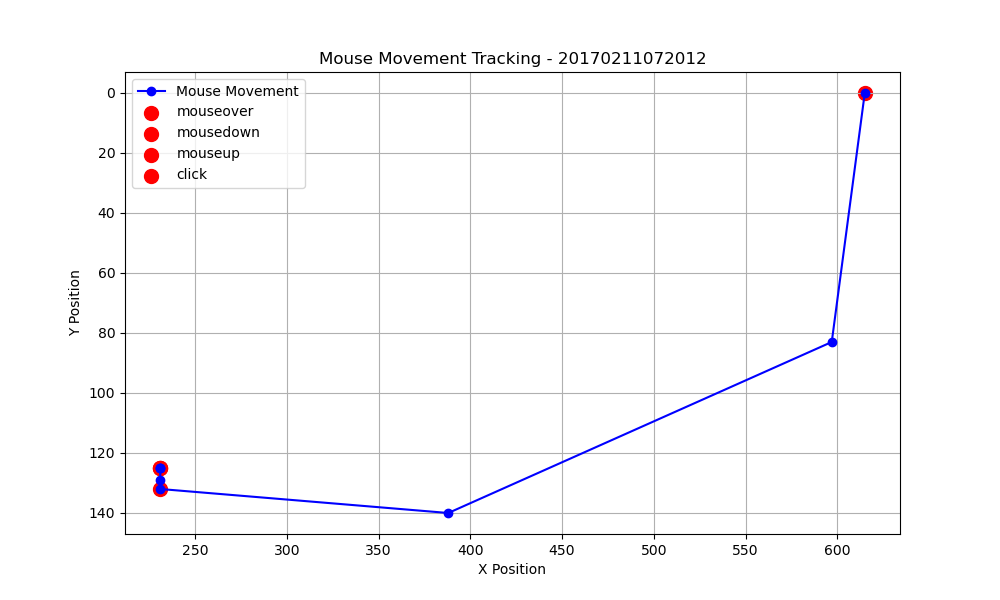 Mouse Movement Tracking - 20170211072012
Mouse Movement
mouseover
mousedown
mouseup
click
0
20
40
60
80
100
120
140
Y Position
250 300 350 400 450 500 550 600
X Position